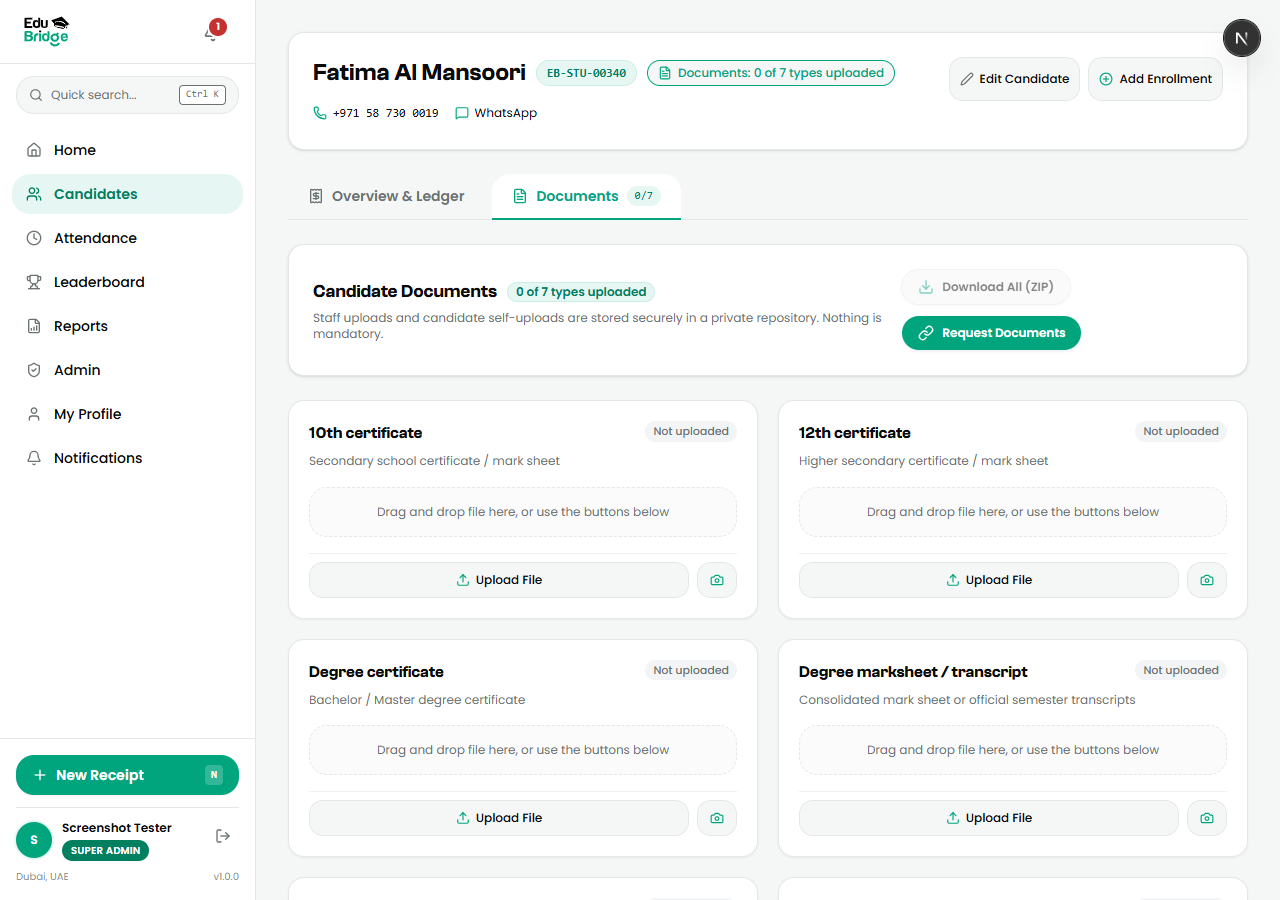 Edu
Bridge
1
Quick search...
Ctrl K
Home
Candidates
Attendance
Leaderboard
Reports
Admin
My Profile
Notifications
New Receipt
N
S
Screenshot Tester
SUPER ADMIN
Dubai, UAE
v1.0.0
N
Fatima Al Mansoori
EB-STU-00340
Documents: 0 of 7 types uploaded
Edit Candidate
Add Enrollment
+971 58 730 0019
WhatsApp
Overview & Ledger
Documents
0/7
Candidate Documents
0 of 7 types uploaded
Staff uploads and candidate self-uploads are stored securely in a private repository. Nothing is
mandatory.
Download All (ZIP)
Request Documents
10th certificate
Not uploaded
Secondary school certificate / mark sheet
Drag and drop file here, or use the buttons below
Upload File
12th certificate
Not uploaded
Higher secondary certificate / mark sheet
Drag and drop file here, or use the buttons below
Upload File
Degree certificate
Not uploaded
Bachelor / Master degree certificate
Drag and drop file here, or use the buttons below
Upload File
Degree marksheet / transcript
Not uploaded
Consolidated mark sheet or official semester transcripts
Drag and drop file here, or use the buttons below
Upload File